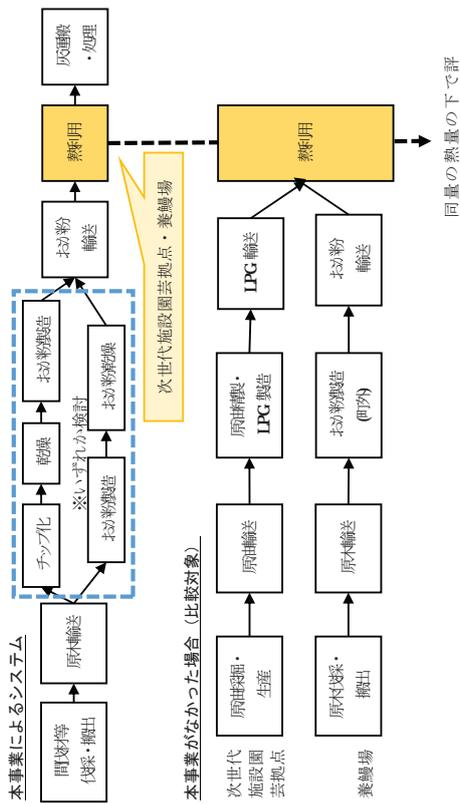 本事業によるシステム
間伐材等
伐採・搬出
原木輸送
チップ化
乾燥
おが粉製造
※いずれか検討
おが粉製造
おが粉乾燥
おが粉
輸送
熱利用
灰運搬
・処理
次世代施設園芸拠点・養鰻場
本事業がなかった場合（比較対象）
次世代
施設園
芸拠点
原油採掘・
生産
原油輸送
原油精製・
LPG 製造
LPG 輸送
熱利用
養鰻場
原木伐採・
搬出
原木輸送
おが粉製造
(町外)
おが粉
輸送
同量の熱量の下で評